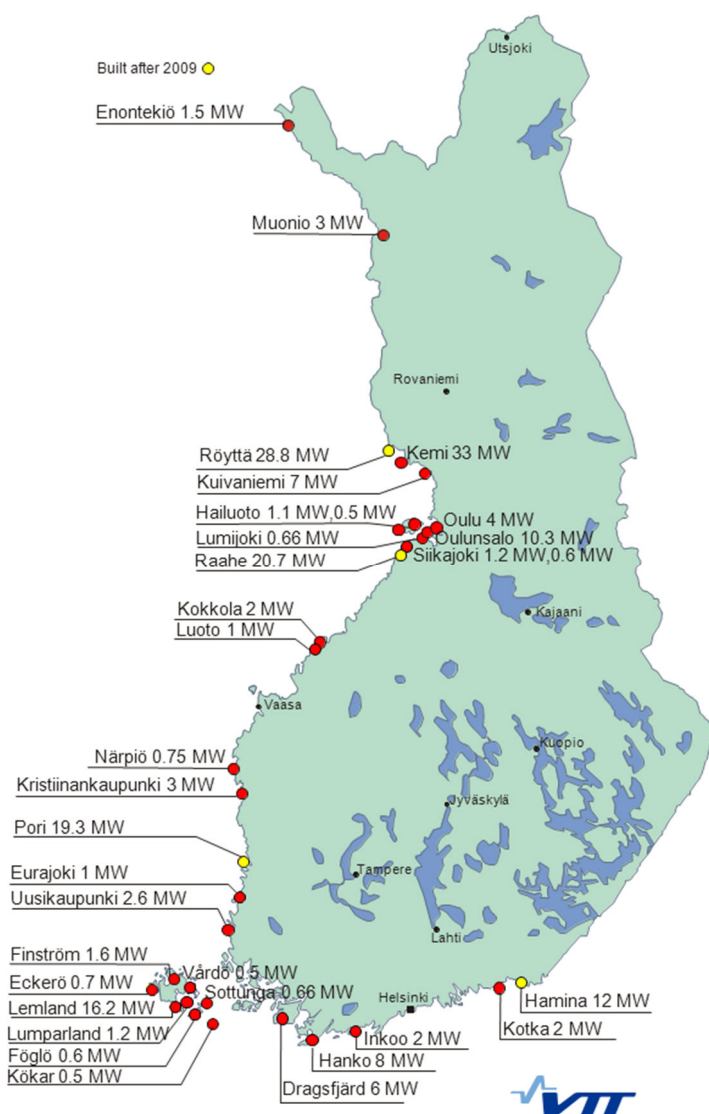 Utsjoki
Built after 2009
Enontekiö 1.5 MW
Muonio 3 MW
Rovaniemi
Röyttä 28.8 MW
Kemi 33 MW
Kuivaniemi 7 MW
Hailuoto 1.1 MW,0.5 MW
Oulu 4 MW
Lumijoki 0.66 MW
Oulunsalo 10.3 MW
Raahe 20.7 MW
Siikajoki 1.2 MW,0.6 MW
Kokkola 2 MW
Kajaani
Luoto 1 MW
Vaasa
Närpiö 0.75 MW
Kuopio
Kristiinankaupunki 3 MW
Jyväskylä
Pori 19.3 MW
Eurajoki 1 MW
Tampere
Uusikaupunki 2.6 MW
Lahti
Finström 1.6 MW
Vårdö 0.5 MW
Eckerö 0.7 MW
Sottunga 0.66 MW
Lemland 16.2 MW
Helsinki
Hamina 12 MW
Lumparland 1.2 MW
Kotka 2 MW
Föglö 0.6 MW
Inkoo 2 MW
Kökar 0.5 MW
Hanko 8 MW
Dragsfjärd 6 MW
VTT